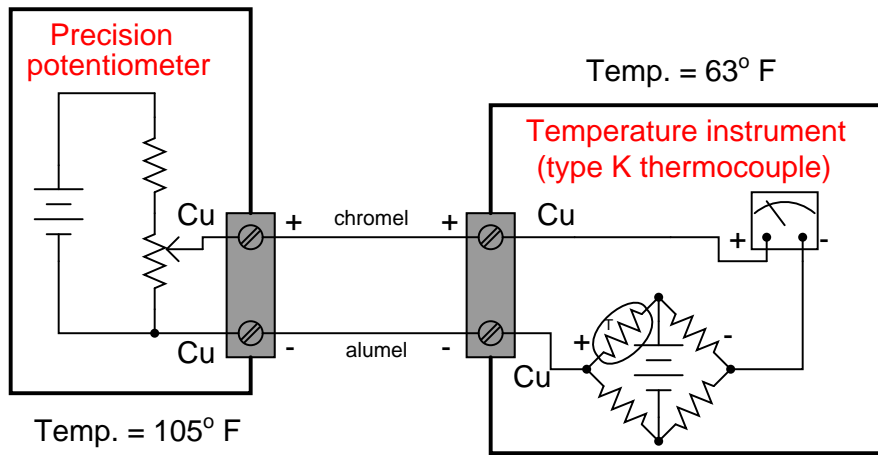 Precision
potentiometer
Temp. = 63° F
Temperature instrument
(type K thermocouple)
Cu
+
chromel
+
Cu
+
-
T
+
-
Cu
-
alumel
-
Cu
Temp. = 105° F